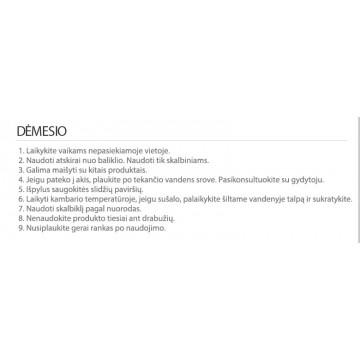 DĖMESIO
1. Laikykite vaikams nepasiekiamoje vietoje.
2. Naudoti atskirai nuo baliklio. Naudoti tik skalbiniams.
3. Galima maišyti su kitais produktais.
4. Jeigu pateko į akis, plaukite po tekančio vandens srove. Pasikonsultuokite su gydytoju.
5. Išpylus saugokitės slidžių paviršių.
6. Laikyti kambario temperatūroje, jeigu sušalo, palaikykite šiltame vandenyje talpą ir sukratykite.
7. Naudoti skalbiklį pagal nuorodas.
8. Nenaudokite produkto tiesiai ant drabužių.
9. Nusiplaukite gerai rankas po naudojimo.